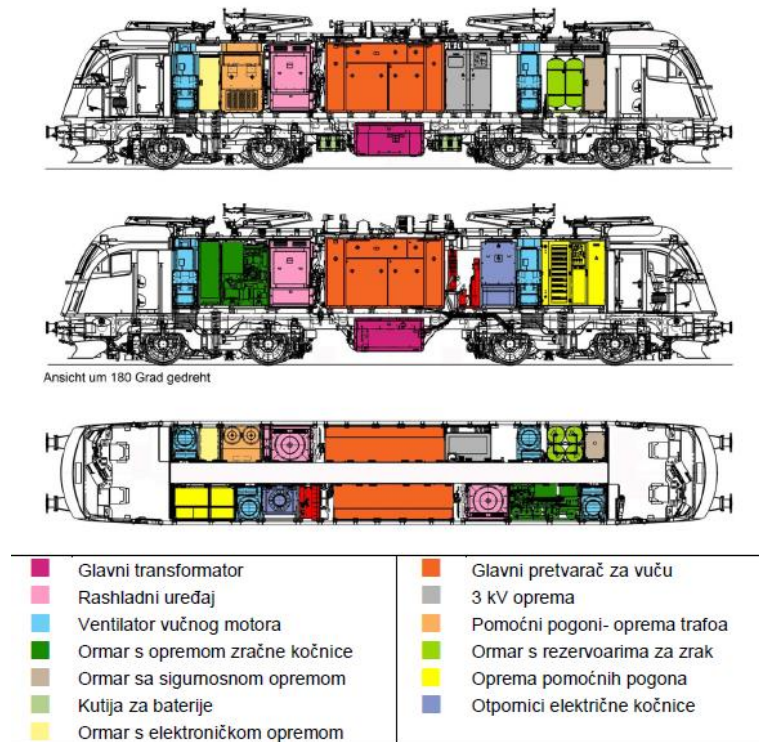 Ansicht um 180 Grad gedreht
Glavni transformator
Rashladni uređaj
Ventilator vučnog motora
Ormar s opremom zračne kočnice
Ormar sa sigurnosnom opremom
Kutija za baterije
Ormar s elektroničkom opremom
Glavni pretvarač za vuču
3 kV oprema
Pomoćni pogoni- oprema trafoa
Ormar s rezervoarima za zrak
Oprema pomoćnih pogona
Otpornici električne kočnice